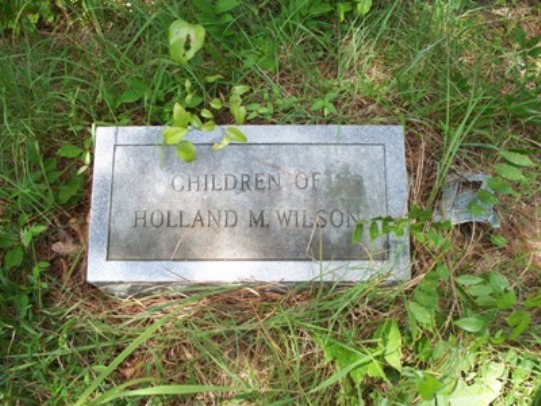 CHILDREN OF
HOLLAND M. WILSON